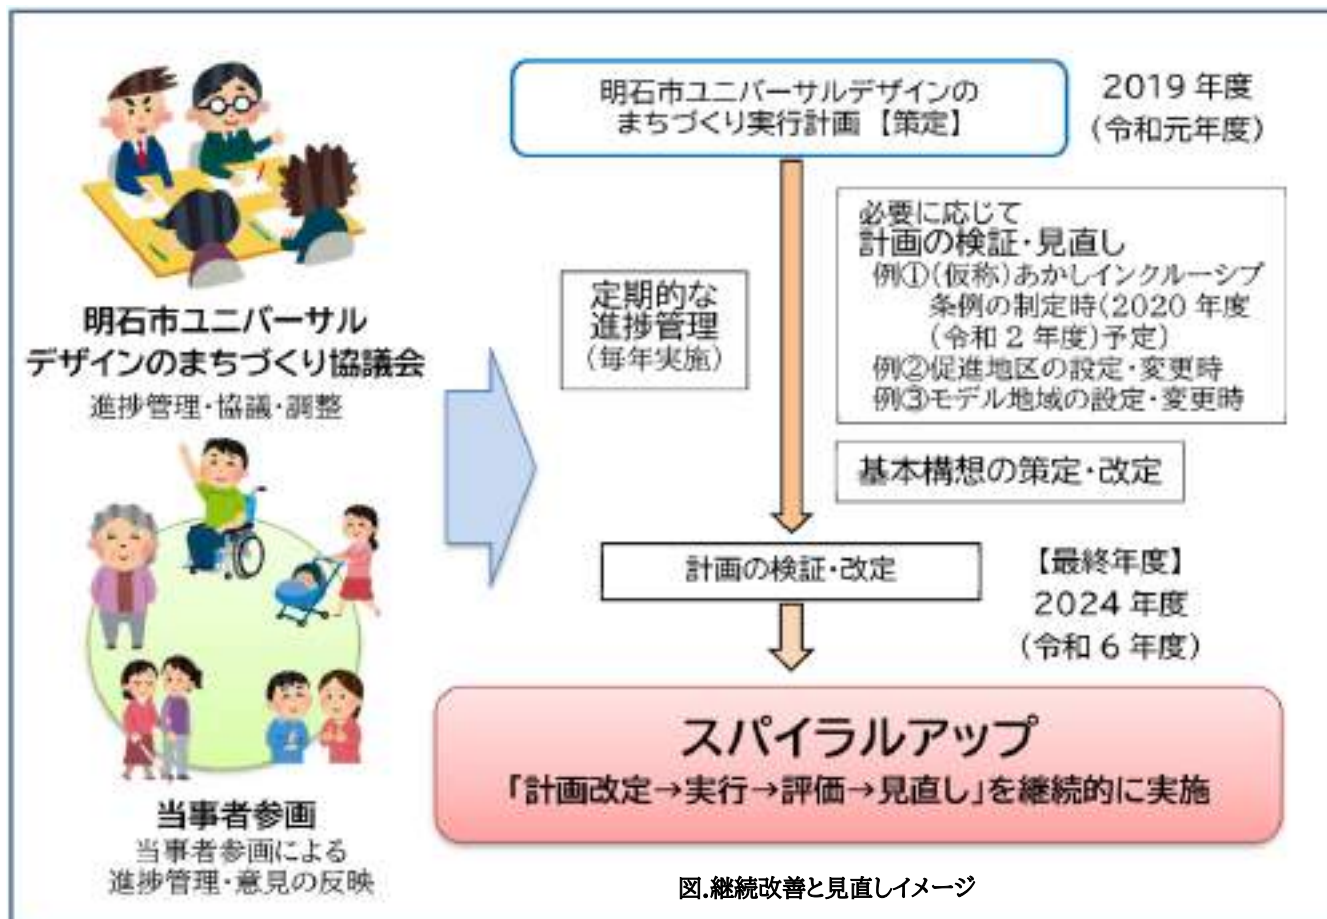 明石市ユニバーサルデザインの
まちづくり実行計画【策定】
2019 年度
(令和元年度)
必要に応じて
計画の検証・見直し
例①(仮称)あかしインクルーシブ
条例の制定時(2020 年度
(令和 2 年度)予定)
例②促進地区の設定・変更時
例③モデル地域の設定・変更時
定期的な
進捗管理
(毎年実施)
明石市ユニバーサル
デザインのまちづくり協議会
進捗管理・協議・調整
基本構想の策定・改定
計画の検証・改定
【最終年度】
2024 年度
(令和 6 年度)
スパイラルアップ
「計画改定→実行→評価→見直し」を継続的に実施
当事者参画
当事者参画による
進捗管理・意見の反映
図.継続改善と見直しイメージ